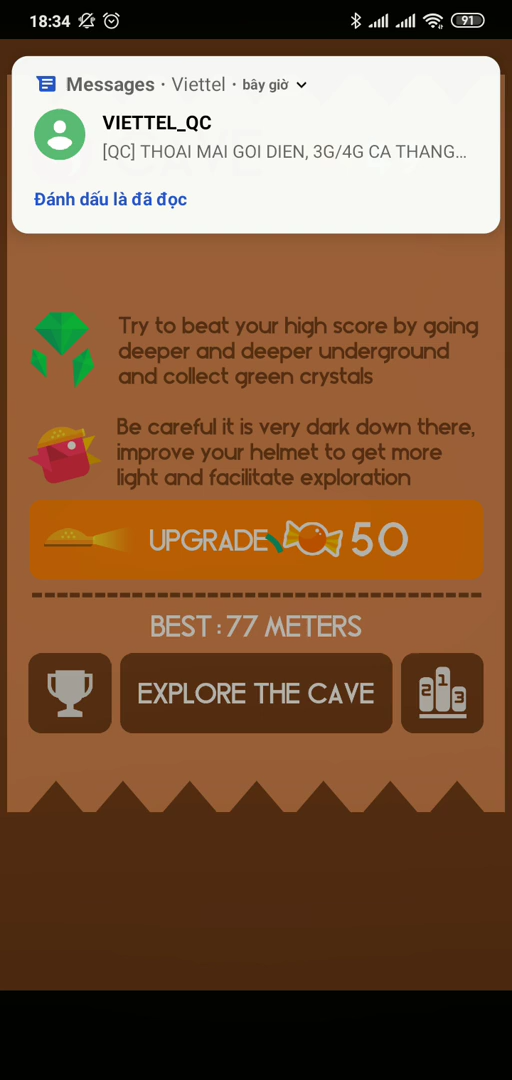 18:34
91
Messages · Viettel · bây giờ
VIETTEL_QC
[QC] THOAI MAI GOI DIEN, 3G/4G CA THANG…
Đánh dấu là đã đọc
Try to beat your high score by going
deeper and deeper underground
and collect green crystals
Be careful it is very dark down there,
improve your helmet to get more
light and facilitate exploration
UPGRADE 50
BEST : 77 METERS
EXPLORE THE CAVE
2 1 3